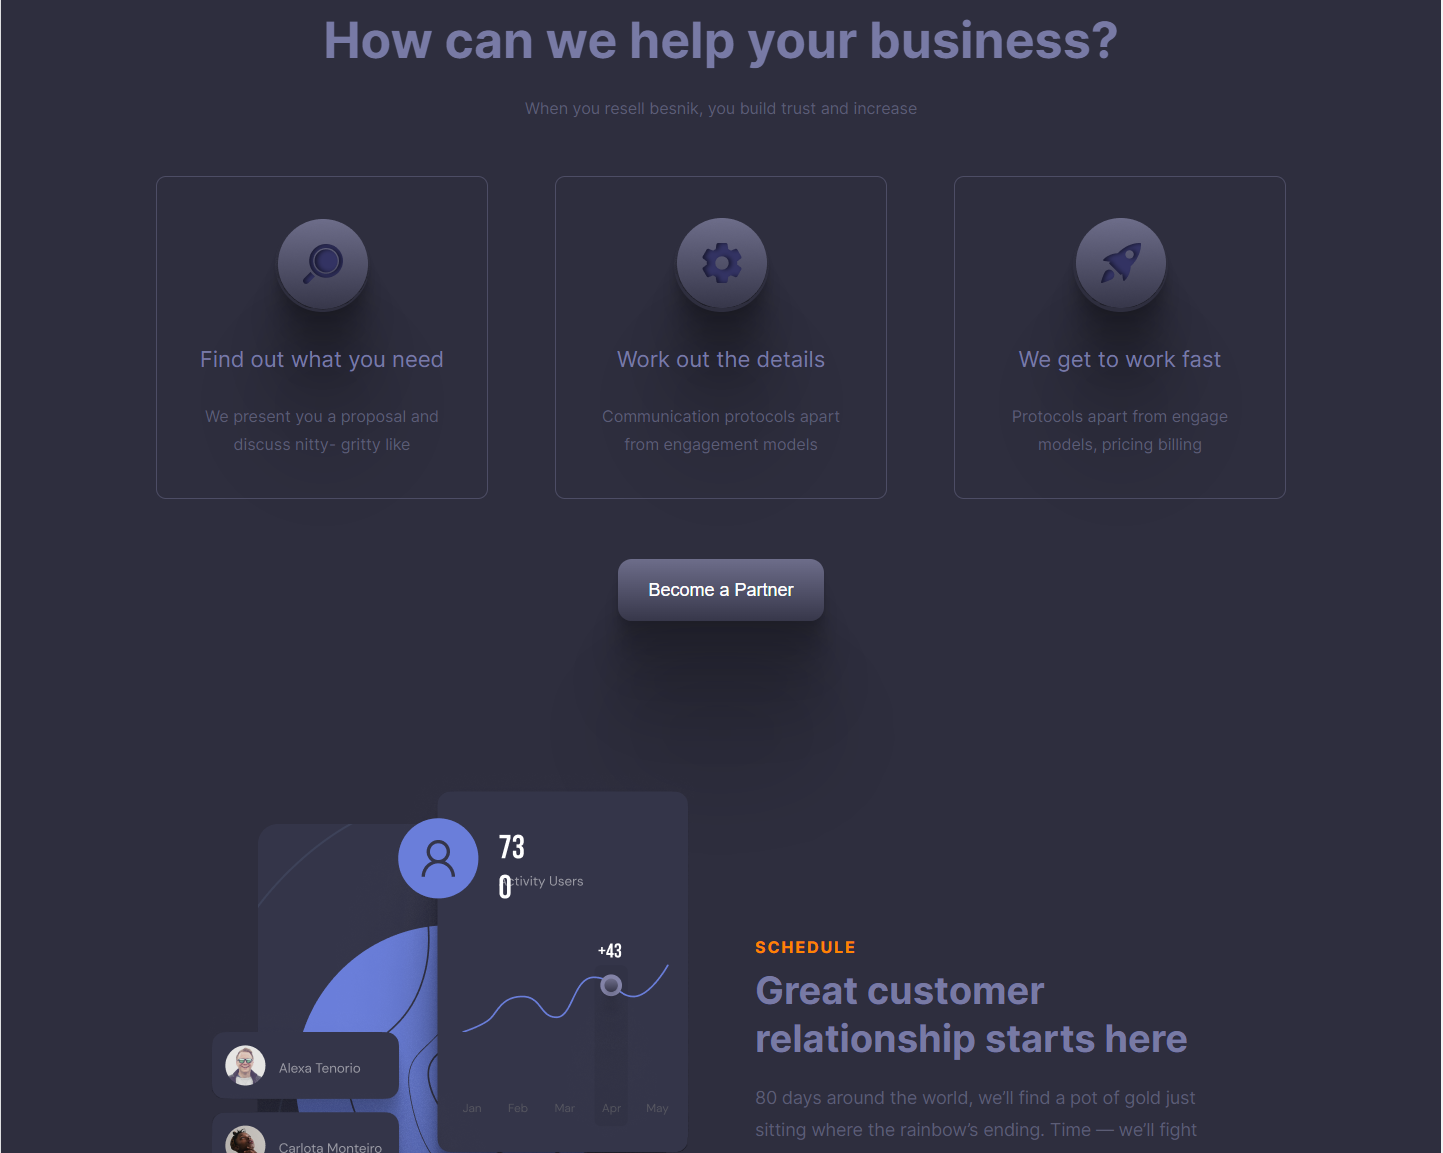 How can we help your business?
When you resell besnik, you build trust and increase
Find out what you need
We present you a proposal and
discuss nitty- gritty like
Work out the details
Communication protocols apart
from engagement models
We get to work fast
Protocols apart from engage
models, pricing billing
Become a Partner
73
0
Activity Users
+43
Jan Feb Mar Apr May
Alexa Tenorio
Carlota Monteiro
SCHEDULE
Great customer
relationship starts here
80 days around the world, we’ll find a pot of gold just
sitting where the rainbow’s ending. Time — we’ll fight